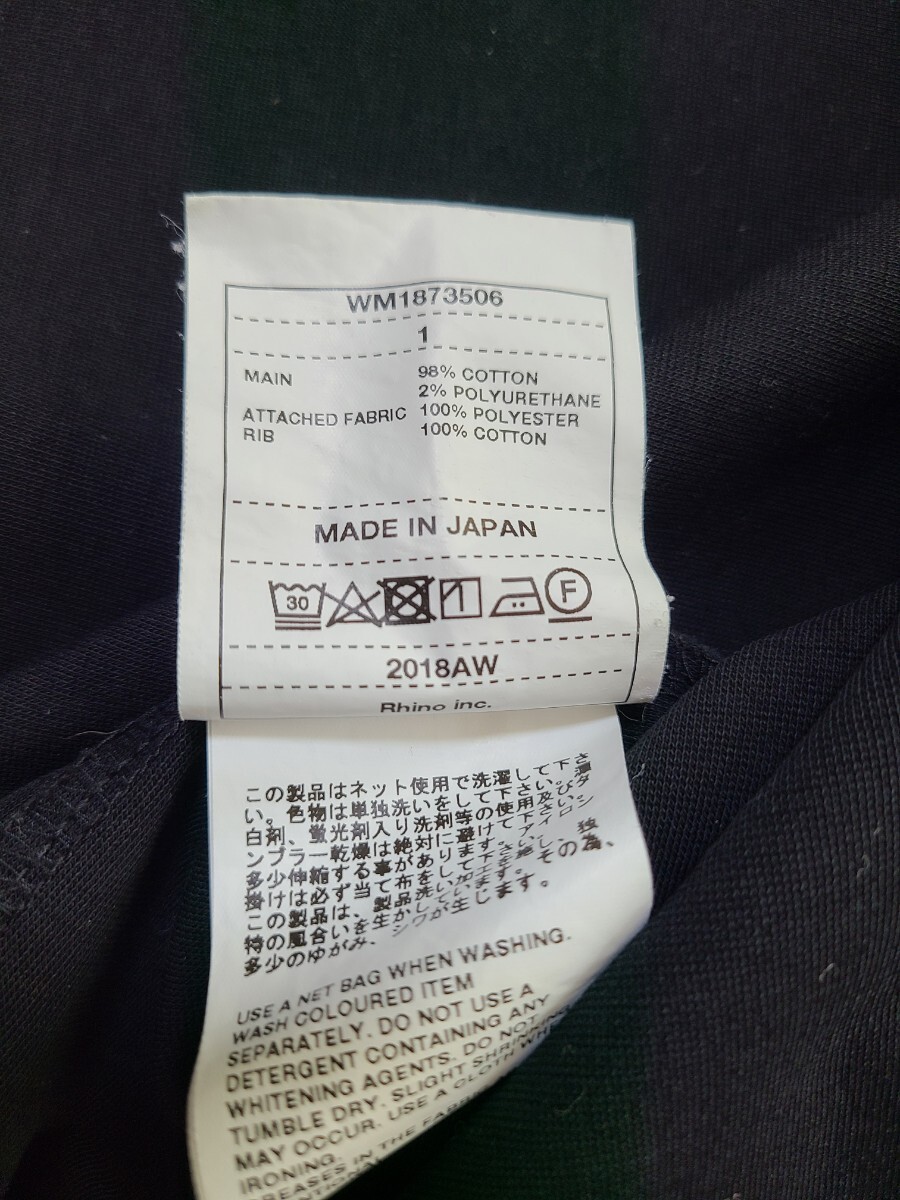 WM1873506
1
MAIN 98% COTTON
2% POLYURETHANE
ATTACHED FABRIC 100% POLYESTER
RIB 100% COTTON
MADE IN JAPAN
30 F
2018AW
Rhino inc.
この製品はネット使用で洗濯して下さ
い。色物は単独洗いをして下さい。漂
白剤、蛍光剤入り洗剤等の使用及びタ
ンブラー乾燥は絶対に避けて下さい。
多少伸縮する事があります。アイロン
掛けは必ず当て布をして下さい。
この製品は、製品洗い加工を施し、独
特の風合いを生かしています。その為、
多少のゆがみ、シワが生じます。
USE A NET BAG WHEN WASHING.
WASH COLOURED ITEM
SEPARATELY. DO NOT USE A
DETERGENT CONTAINING ANY
WHITENING AGENTS. DO NOT
TUMBLE DRY. SLIGHT SHRINKING
MAY OCCUR. USE A CLOTH WHE
IRONING.
CREASES IN THE FABR